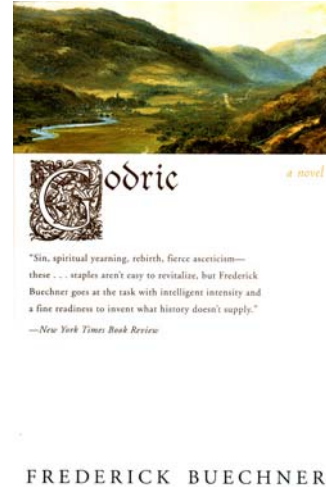 Godric
a novel
"Sin, spiritual yearning, rebirth, fierce asceticism—
these . . . staples aren't easy to revitalize, but Frederick
Buechner goes at the task with intelligent intensity and
a fine readiness to invent what history doesn't supply."
—New York Times Book Review
FREDERICK BUECHNER